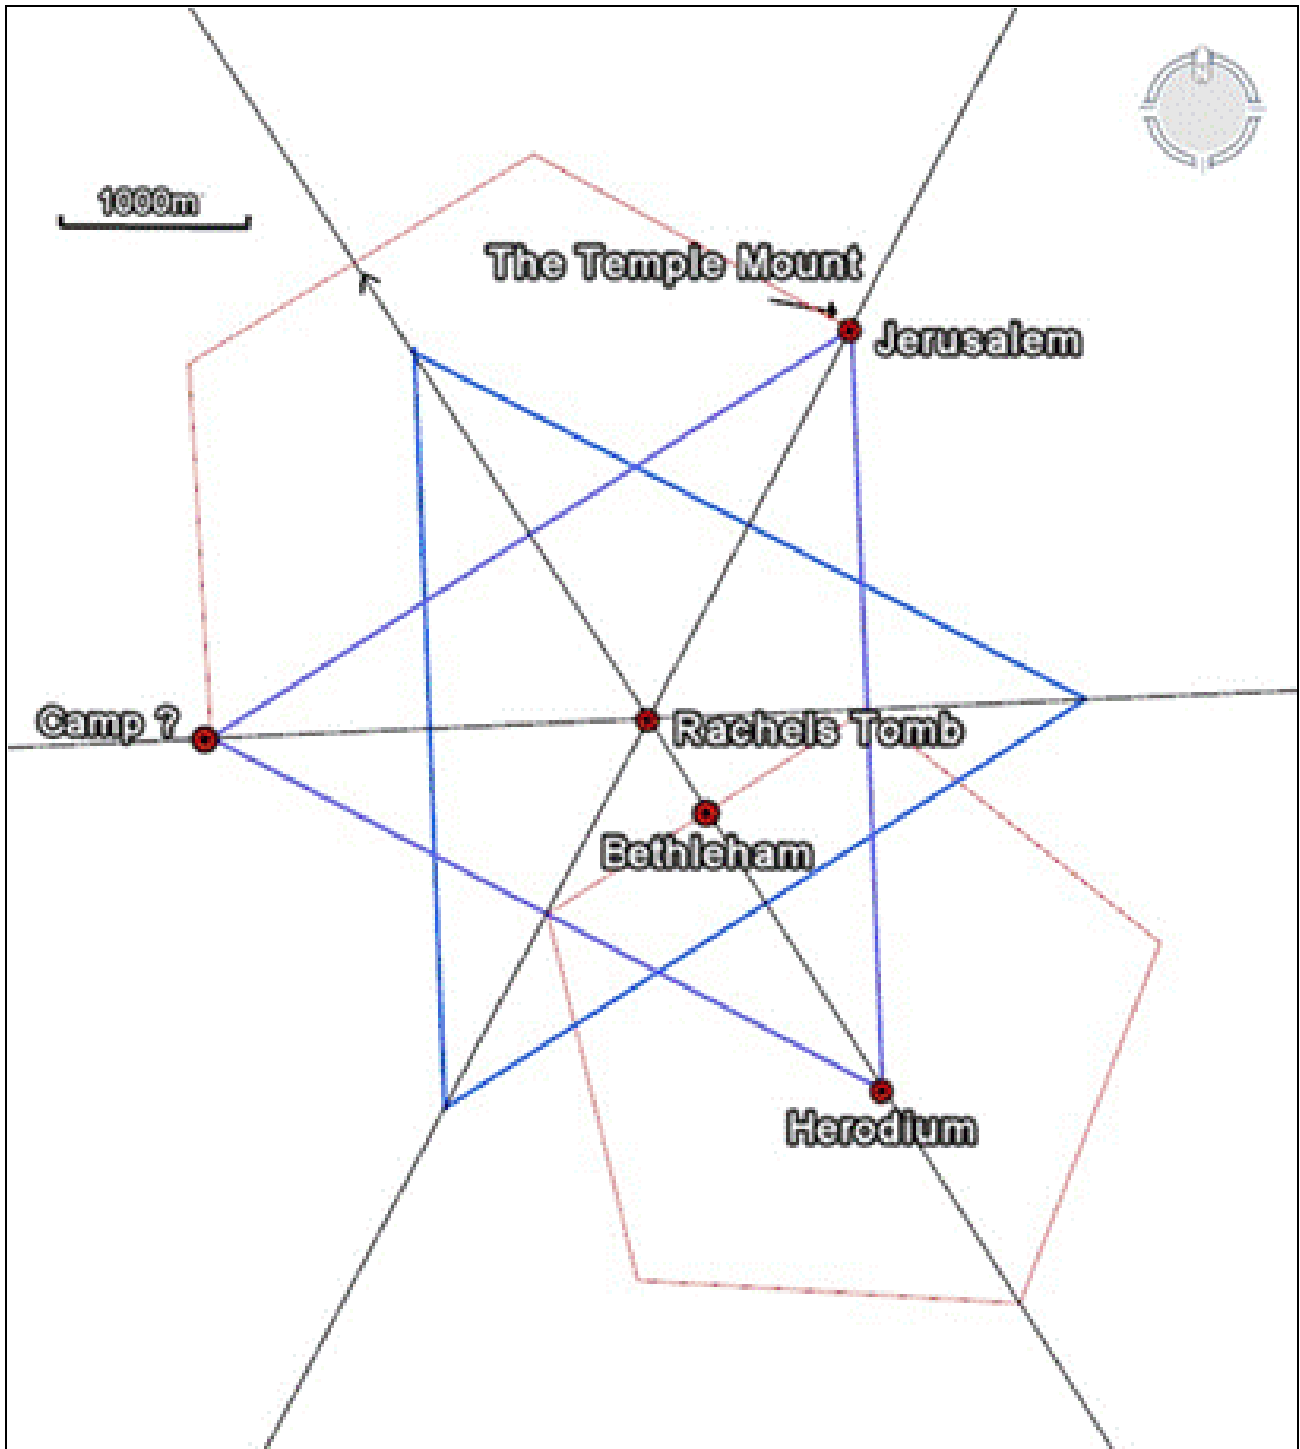 1000m
The Temple Mount
Jerusalem
Camp ?
Rachels Tomb
Bethleham
Herodium